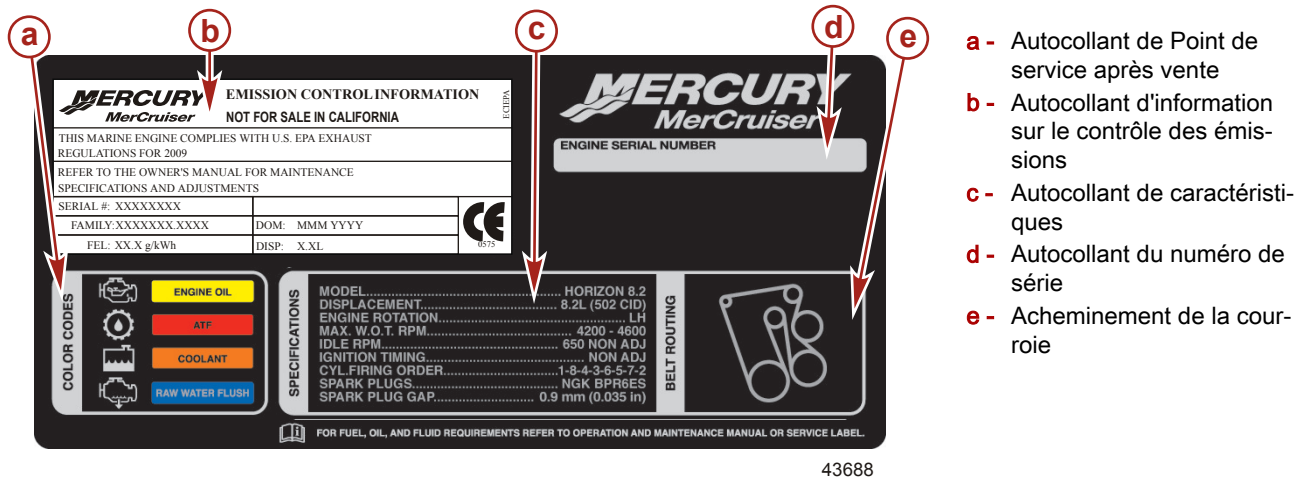 a
b
c
d
e
MERCURY
MerCruiser
EMISSION CONTROL INFORMATION
NOT FOR SALE IN CALIFORNIA
ECIEPA
THIS MARINE ENGINE COMPLIES WITH U.S. EPA EXHAUST
REGULATIONS FOR 2009
REFER TO THE OWNER'S MANUAL FOR MAINTENANCE
SPECIFICATIONS AND ADJUSTMENTS
SERIAL #: XXXXXXXX
FAMILY:XXXXXXX.XXXX DOM: MMM YYYY
FEL: XX.X g/kWh DISP: X.XL
CE
0575
MERCURY
MerCruiser
ENGINE SERIAL NUMBER
COLOR CODES
ENGINE OIL
ATF
COOLANT
RAW WATER FLUSH
SPECIFICATIONS
MODEL.................................................. HORIZON 8.2
DISPLACEMENT............................ 8.2L (502 CID)
ENGINE ROTATION...................................... LH
MAX. W.O.T. RPM.............................. 4200 - 4600
IDLE RPM....................................... 650 NON ADJ
IGNITION TIMING.................................. NON ADJ
CYL.FIRING ORDER........................1-8-4-3-6-5-7-2
SPARK PLUGS............................... NGK BPR6ES
SPARK PLUG GAP.......................... 0.9 mm (0.035 in)
BELT ROUTING
FOR FUEL, OIL, AND FLUID REQUIREMENTS REFER TO OPERATION AND MAINTENANCE MANUAL OR SERVICE LABEL.
43688
a - Autocollant de Point de
service après vente
b - Autocollant d'information
sur le contrôle des émis-
sions
c - Autocollant de caractéristi-
ques
d - Autocollant du numéro de
série
e - Acheminement de la cour-
roie